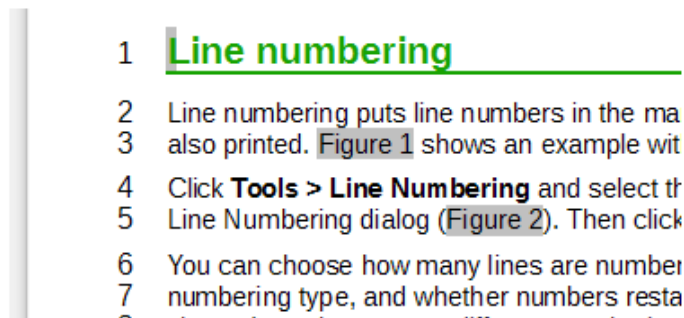 1 Line numbering
2 Line numbering puts line numbers in the ma
3 also printed. Figure 1 shows an example wit
4 Click Tools > Line Numbering and select th
5 Line Numbering dialog (Figure 2). Then click
6 You can choose how many lines are number
7 numbering type, and whether numbers resta